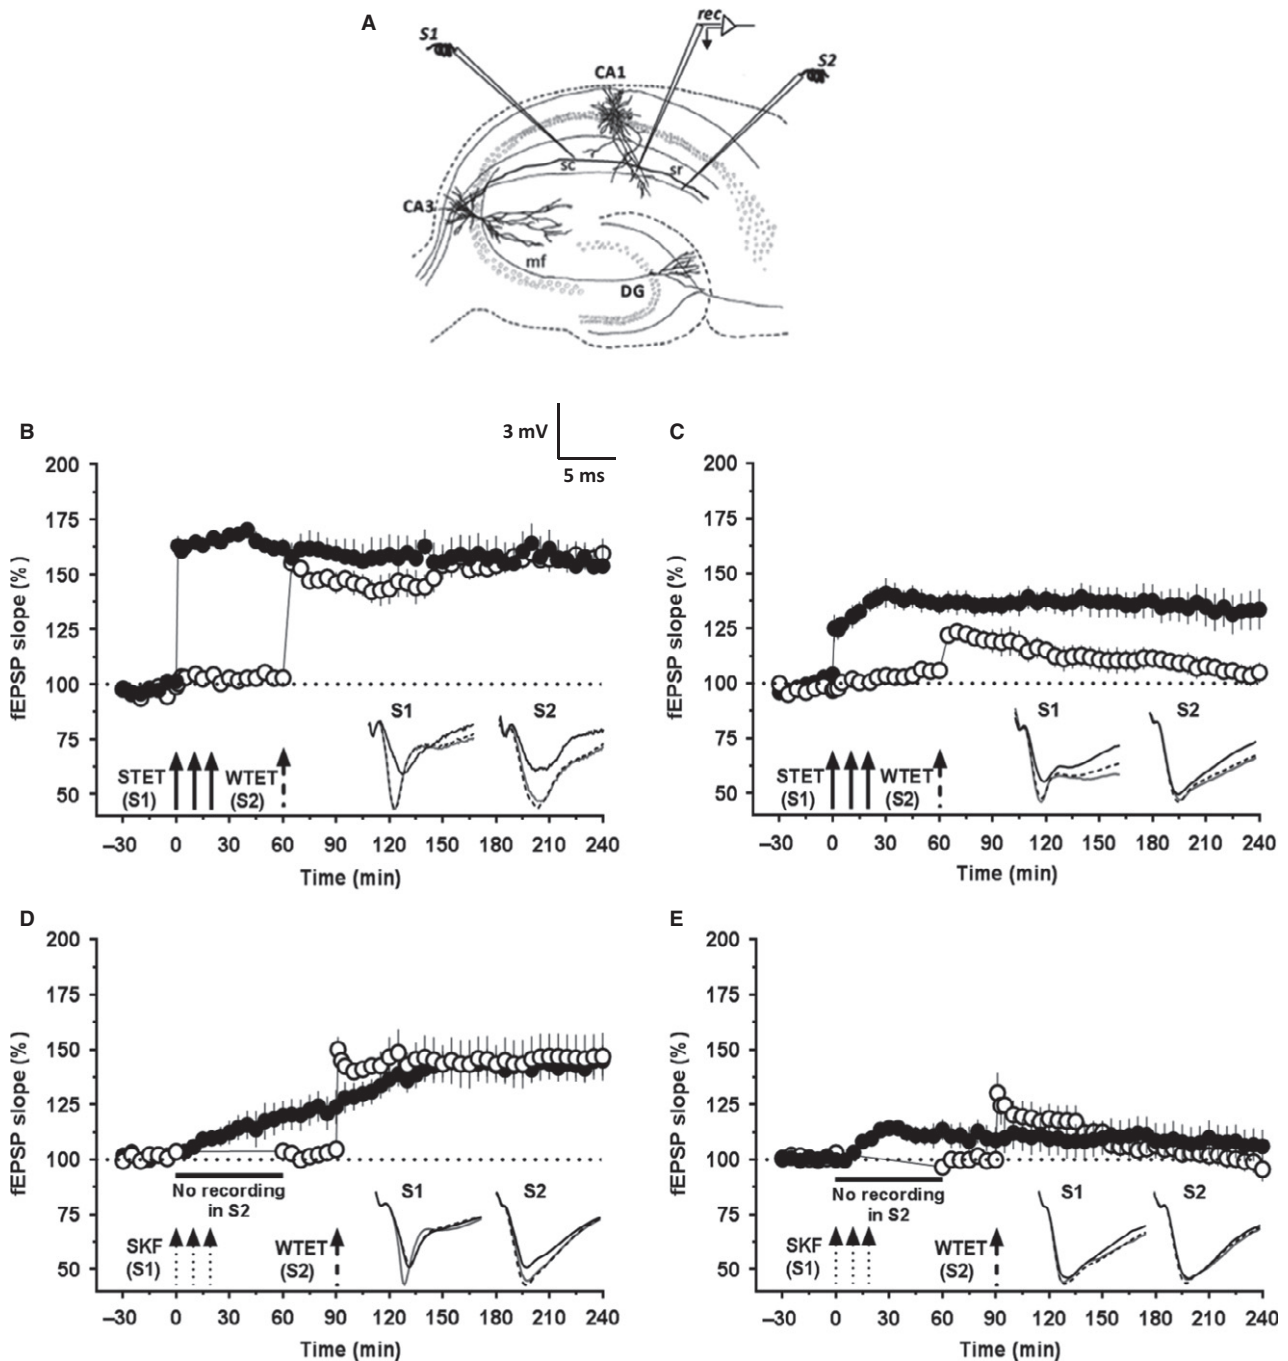 A
S1
rec
S2
CA1
sc
sr
CA3
mf
DG
B
3 mV
5 ms
200
175
150
125
100
75
50
fEPSP slope (%)
S1
S2
STET
(S1)
WTET
(S2)
–30 0 30 60 90 120 150 180 210 240
Time (min)
C
200
175
150
125
100
75
50
fEPSP slope (%)
S1
S2
STET
(S1)
WTET
(S2)
–30 0 30 60 90 120 150 180 210 240
Time (min)
D
200
175
150
125
100
75
50
fEPSP slope (%)
No recording
in S2
S1
S2
SKF
(S1)
WTET
(S2)
–30 0 30 60 90 120 150 180 210 240
Time (min)
E
200
175
150
125
100
75
50
fEPSP slope (%)
No recording
in S2
S1
S2
SKF
(S1)
WTET
(S2)
–30 0 30 60 90 120 150 180 210 240
Time (min)